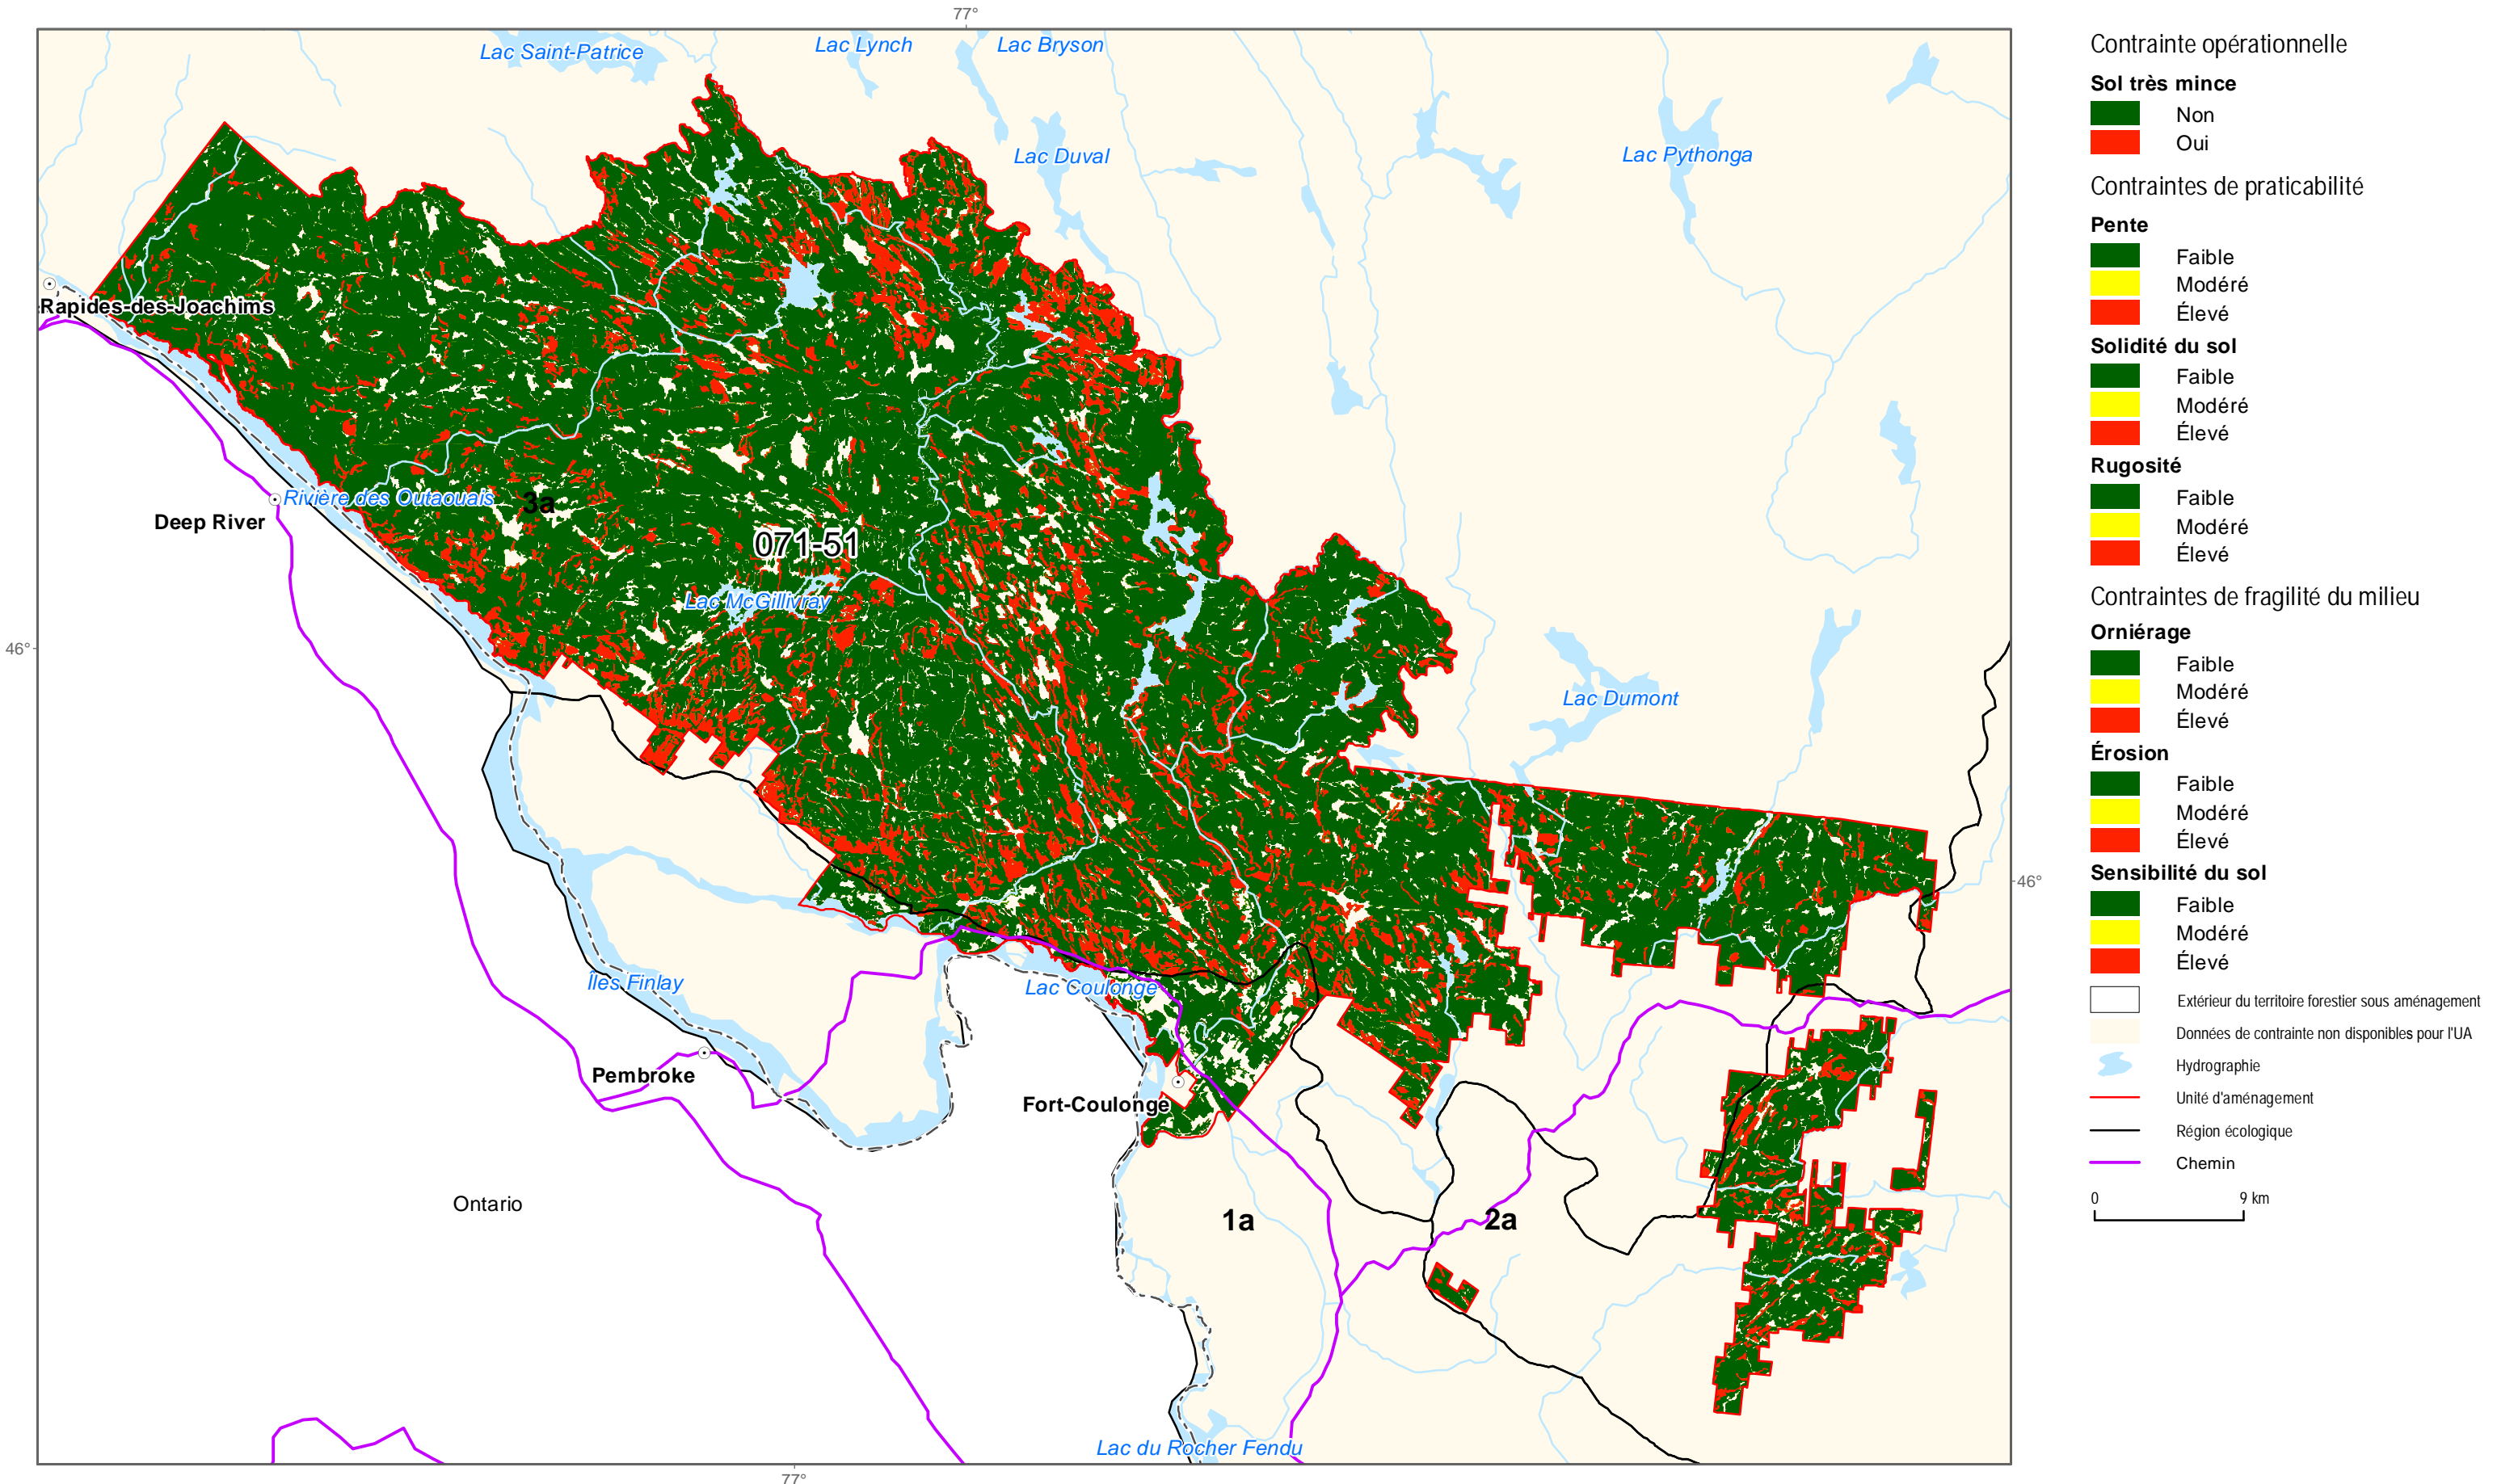 77°
Lac Saint-Patrice
Lac Lynch
Lac Bryson
Lac Duval
Lac Pythonga
Rapides-des-Joachims
Rivière des Outaouais
3a
Deep River
071-51
Lac McGillivray
46°
Lac Dumont
46°
Îles Finlay
Lac Coulonge
Pembroke
Fort-Coulonge
Ontario
1a
2a
Lac du Rocher Fendu
77°
Contrainte opérationnelle
Sol très mince
Non
Oui
Contraintes de praticabilité
Pente
Faible
Modéré
Élevé
Solidité du sol
Faible
Modéré
Élevé
Rugosité
Faible
Modéré
Élevé
Contraintes de fragilité du milieu
Orniérage
Faible
Modéré
Élevé
Érosion
Faible
Modéré
Élevé
Sensibilité du sol
Faible
Modéré
Élevé
Extérieur du territoire forestier sous aménagement
Données de contrainte non disponibles pour l'UA
Hydrographie
Unité d'aménagement
Région écologique
Chemin
0 9 km